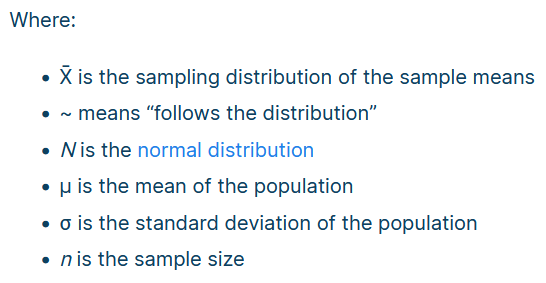 Where:
• X̄ is the sampling distribution of the sample means
• ~ means “follows the distribution”
• N is the normal distribution
• µ is the mean of the population
• σ is the standard deviation of the population
• n is the sample size